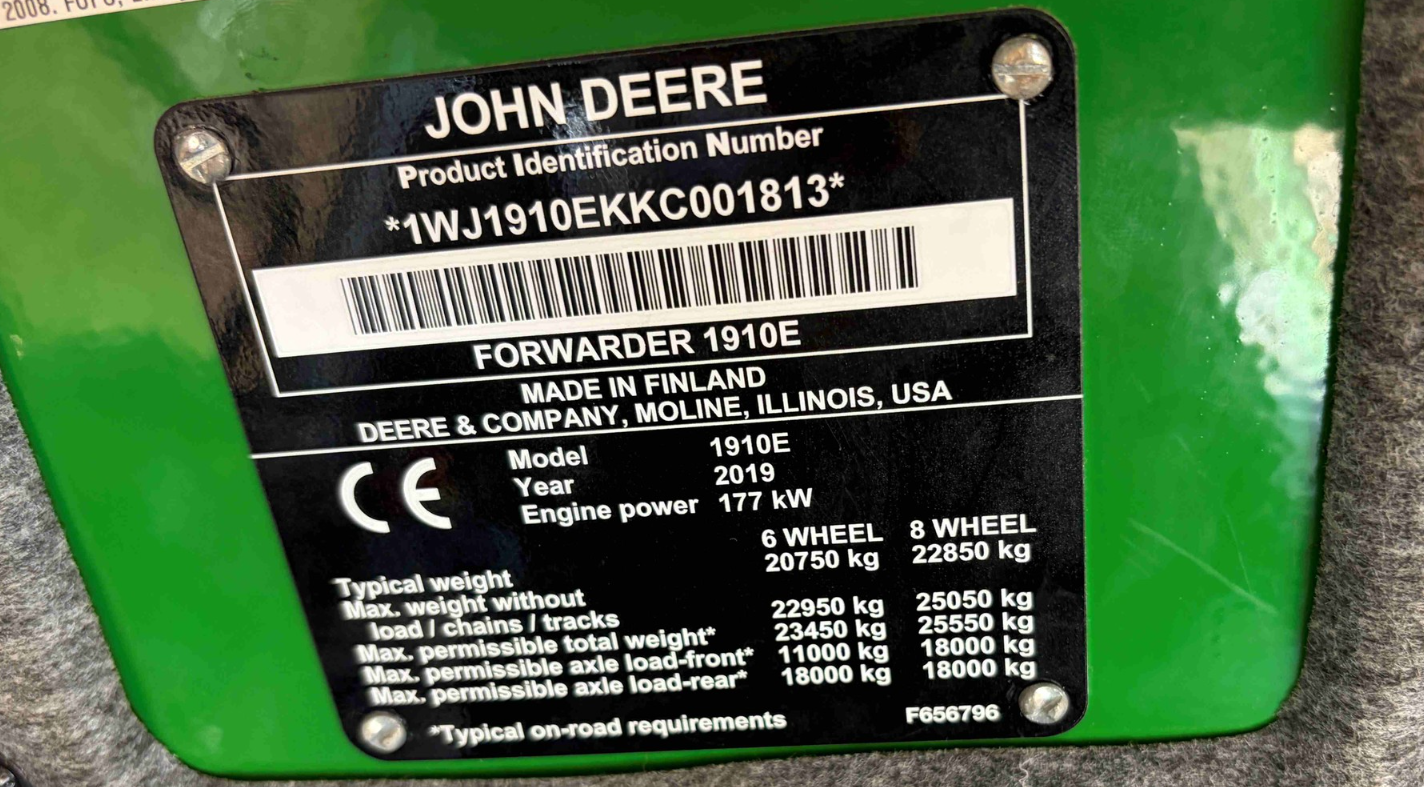 2008.
JOHN DEERE
Product Identification Number
*1WJ1910EKKC001813*
FORWARDER 1910E
MADE IN FINLAND
DEERE & COMPANY, MOLINE, ILLINOIS, USA
CE
Model 1910E
Year 2019
Engine power 177 kW
6 WHEEL 8 WHEEL
Typical weight 20750 kg 22850 kg
Max. weight without
load / chains / tracks 22950 kg 25050 kg
Max. permissible total weight* 23450 kg 25550 kg
Max. permissible axle load-front* 11000 kg 18000 kg
Max. permissible axle load-rear* 18000 kg 18000 kg
*Typical on-road requirements F656796